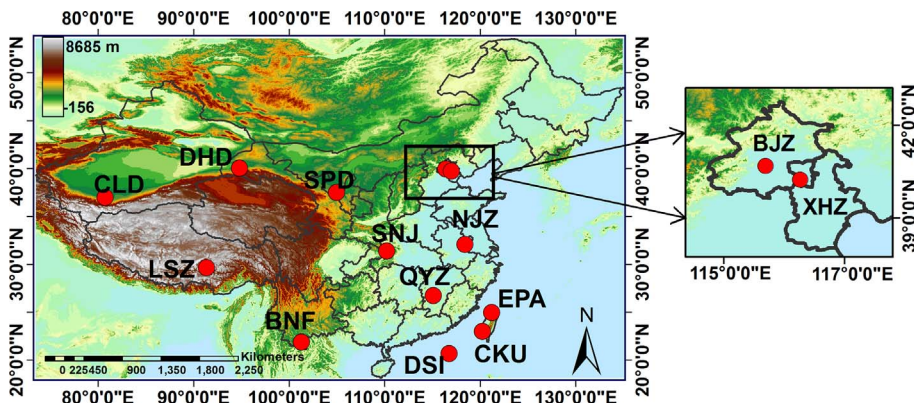 80°0'0"E 90°0'0"E 100°0'0"E 110°0'0"E 120°0'0"E 130°0'0"E
8685 m
-156
50°0'0"N 50°0'0"N
40°0'0"N 40°0'0"N
30°0'0"N 30°0'0"N
20°0'0"N 20°0'0"N
DHD
CLD
SPD
SNJ
NJZ
LSZ
QYZ
BNF
EPA
CKU
DSI
N
Kilometers
0 225450 900 1,350 1,800 2,250
80°0'0"E 90°0'0"E 100°0'0"E 110°0'0"E 120°0'0"E 130°0'0"E
BJZ
XHZ
42°0'0"N
39°0'0"N
115°0'0"E 117°0'0"E